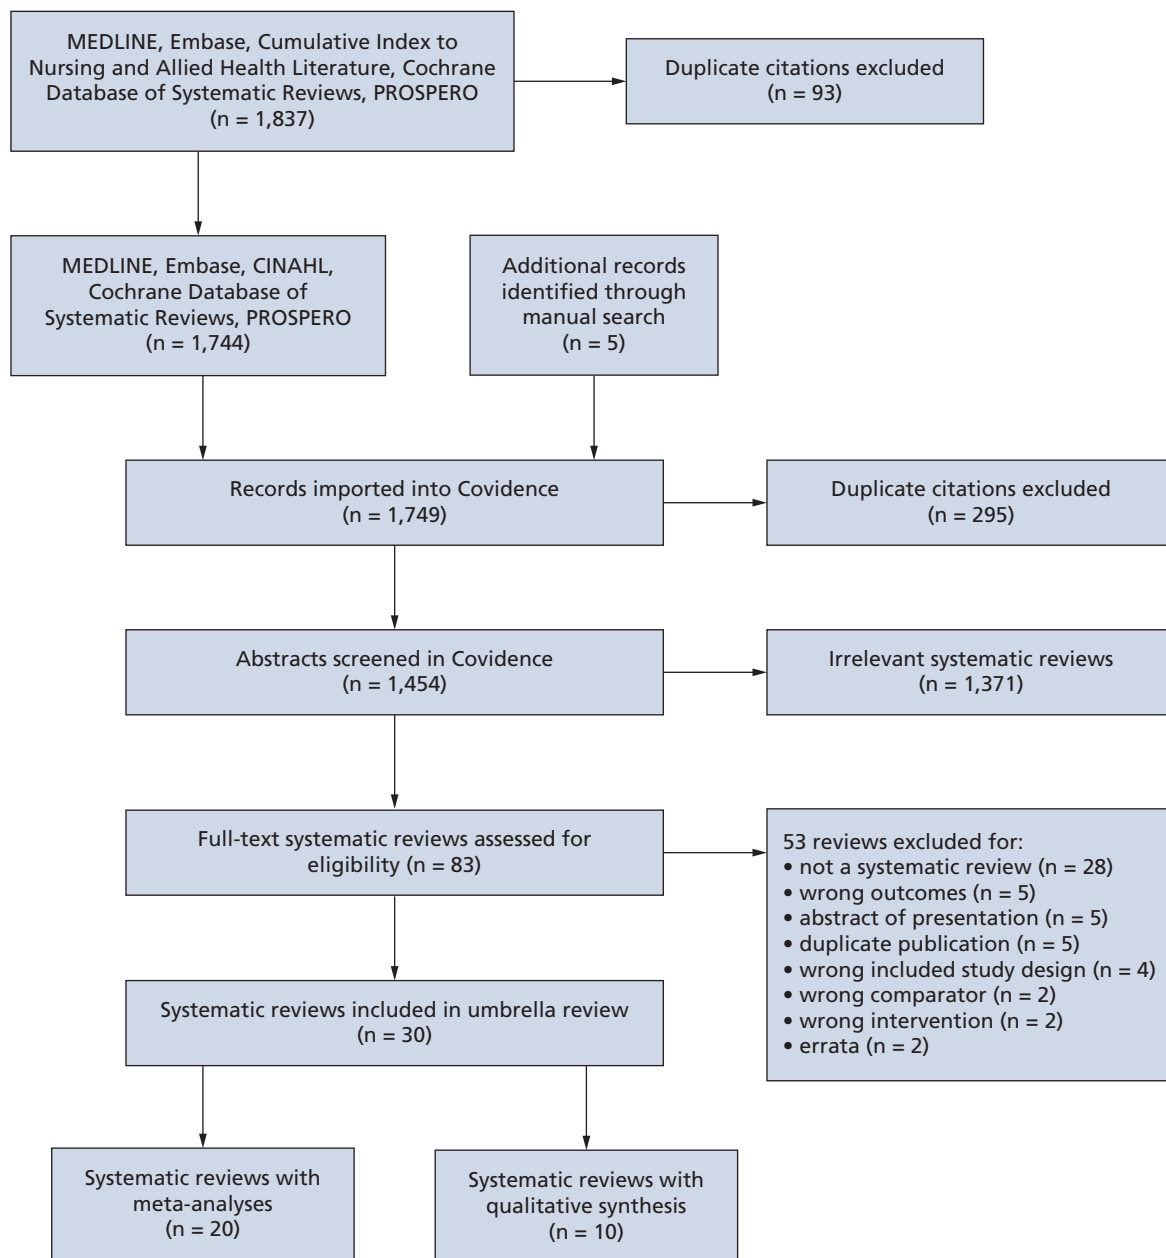 MEDLINE, Embase, Cumulative Index to
Nursing and Allied Health Literature, Cochrane
Database of Systematic Reviews, PROSPERO
(n = 1,837)
Duplicate citations excluded
(n = 93)
MEDLINE, Embase, CINAHL,
Cochrane Database of
Systematic Reviews, PROSPERO
(n = 1,744)
Additional records
identified through
manual search
(n = 5)
Records imported into Covidence
(n = 1,749)
Duplicate citations excluded
(n = 295)
Abstracts screened in Covidence
(n = 1,454)
Irrelevant systematic reviews
(n = 1,371)
Full-text systematic reviews assessed for
eligibility (n = 83)
53 reviews excluded for:
• not a systematic review (n = 28)
• wrong outcomes (n = 5)
• abstract of presentation (n = 5)
• duplicate publication (n = 5)
• wrong included study design (n = 4)
• wrong comparator (n = 2)
• wrong intervention (n = 2)
• errata (n = 2)
Systematic reviews included in umbrella review
(n = 30)
Systematic reviews with
meta-analyses
(n = 20)
Systematic reviews with
qualitative synthesis
(n = 10)